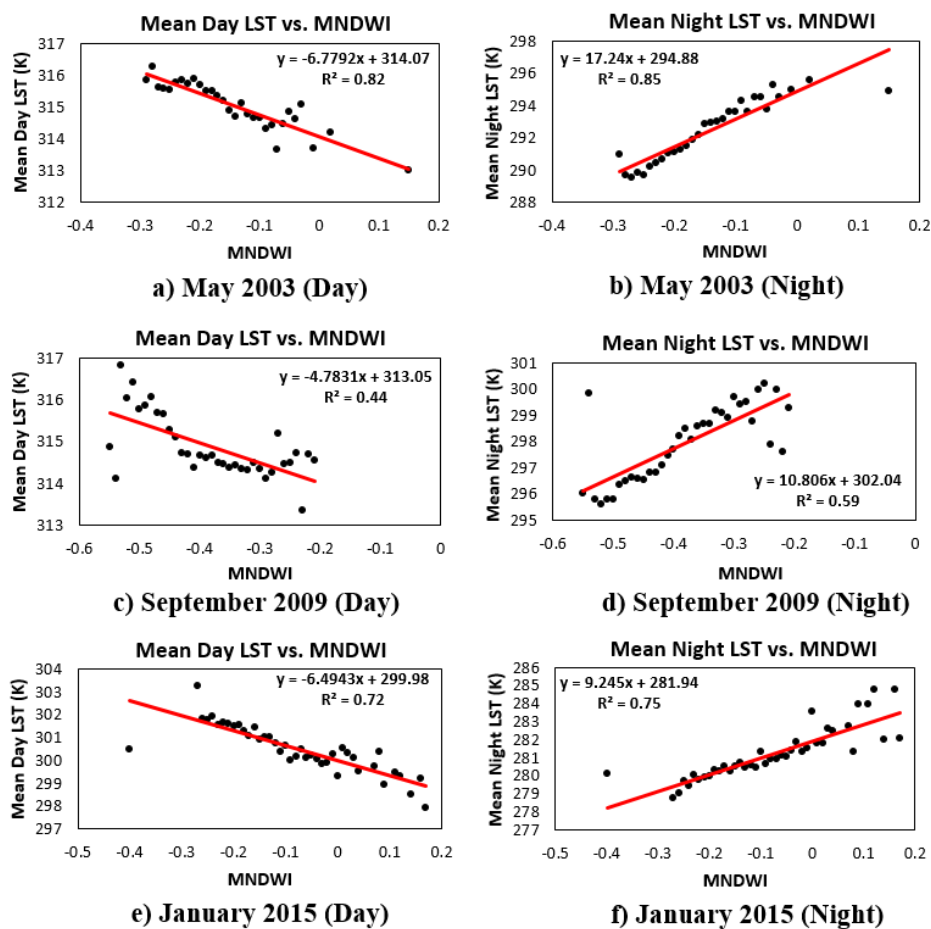 Mean Day LST vs. MNDWI
y = -6.7792x + 314.07
R² = 0.82
Mean Day LST (K)
317
316
315
314
313
312
-0.4 -0.3 -0.2 -0.1 0 0.1 0.2
MNDWI
a) May 2003 (Day)
Mean Night LST vs. MNDWI
y = 17.24x + 294.88
R² = 0.85
Mean Night LST (K)
298
296
294
292
290
288
-0.4 -0.3 -0.2 -0.1 0 0.1 0.2
MNDWI
b) May 2003 (Night)
Mean Day LST vs. MNDWI
y = -4.7831x + 313.05
R² = 0.44
Mean Day LST (K)
317
316
315
314
313
-0.6 -0.5 -0.4 -0.3 -0.2 -0.1 0
MNDWI
c) September 2009 (Day)
Mean Night LST vs. MNDWI
Mean Night LST (K)
301
300
299
298
297
296
295
y = 10.806x + 302.04
R² = 0.59
-0.6 -0.5 -0.4 -0.3 -0.2 -0.1 0
MNDWI
d) September 2009 (Night)
Mean Day LST vs. MNDWI
y = -6.4943x + 299.98
R² = 0.72
Mean Day LST (K)
304
303
302
301
300
299
298
297
-0.5 -0.4 -0.3 -0.2 -0.1 0 0.1 0.2
MNDWI
e) January 2015 (Day)
Mean Night LST vs. MNDWI
y = 9.245x + 281.94
R² = 0.75
Mean Night LST (K)
286
285
284
283
282
281
280
279
278
277
-0.5 -0.4 -0.3 -0.2 -0.1 0 0.1 0.2
MNDWI
f) January 2015 (Night)